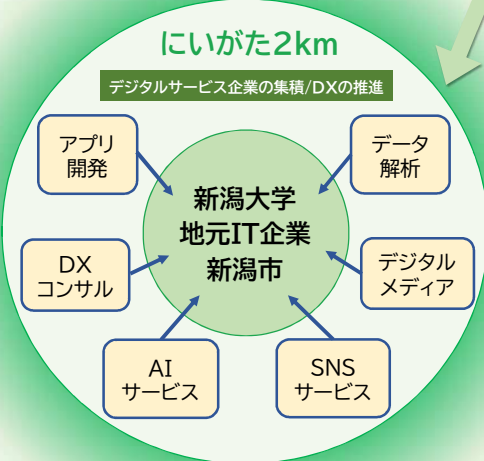 にいがた2km
デジタルサービス企業の集積/DXの推進
アプリ
開発
データ
解析
新潟大学
地元IT企業
新潟市
DX
コンサル
デジタル
メディア
AI
サービス
SNS
サービス